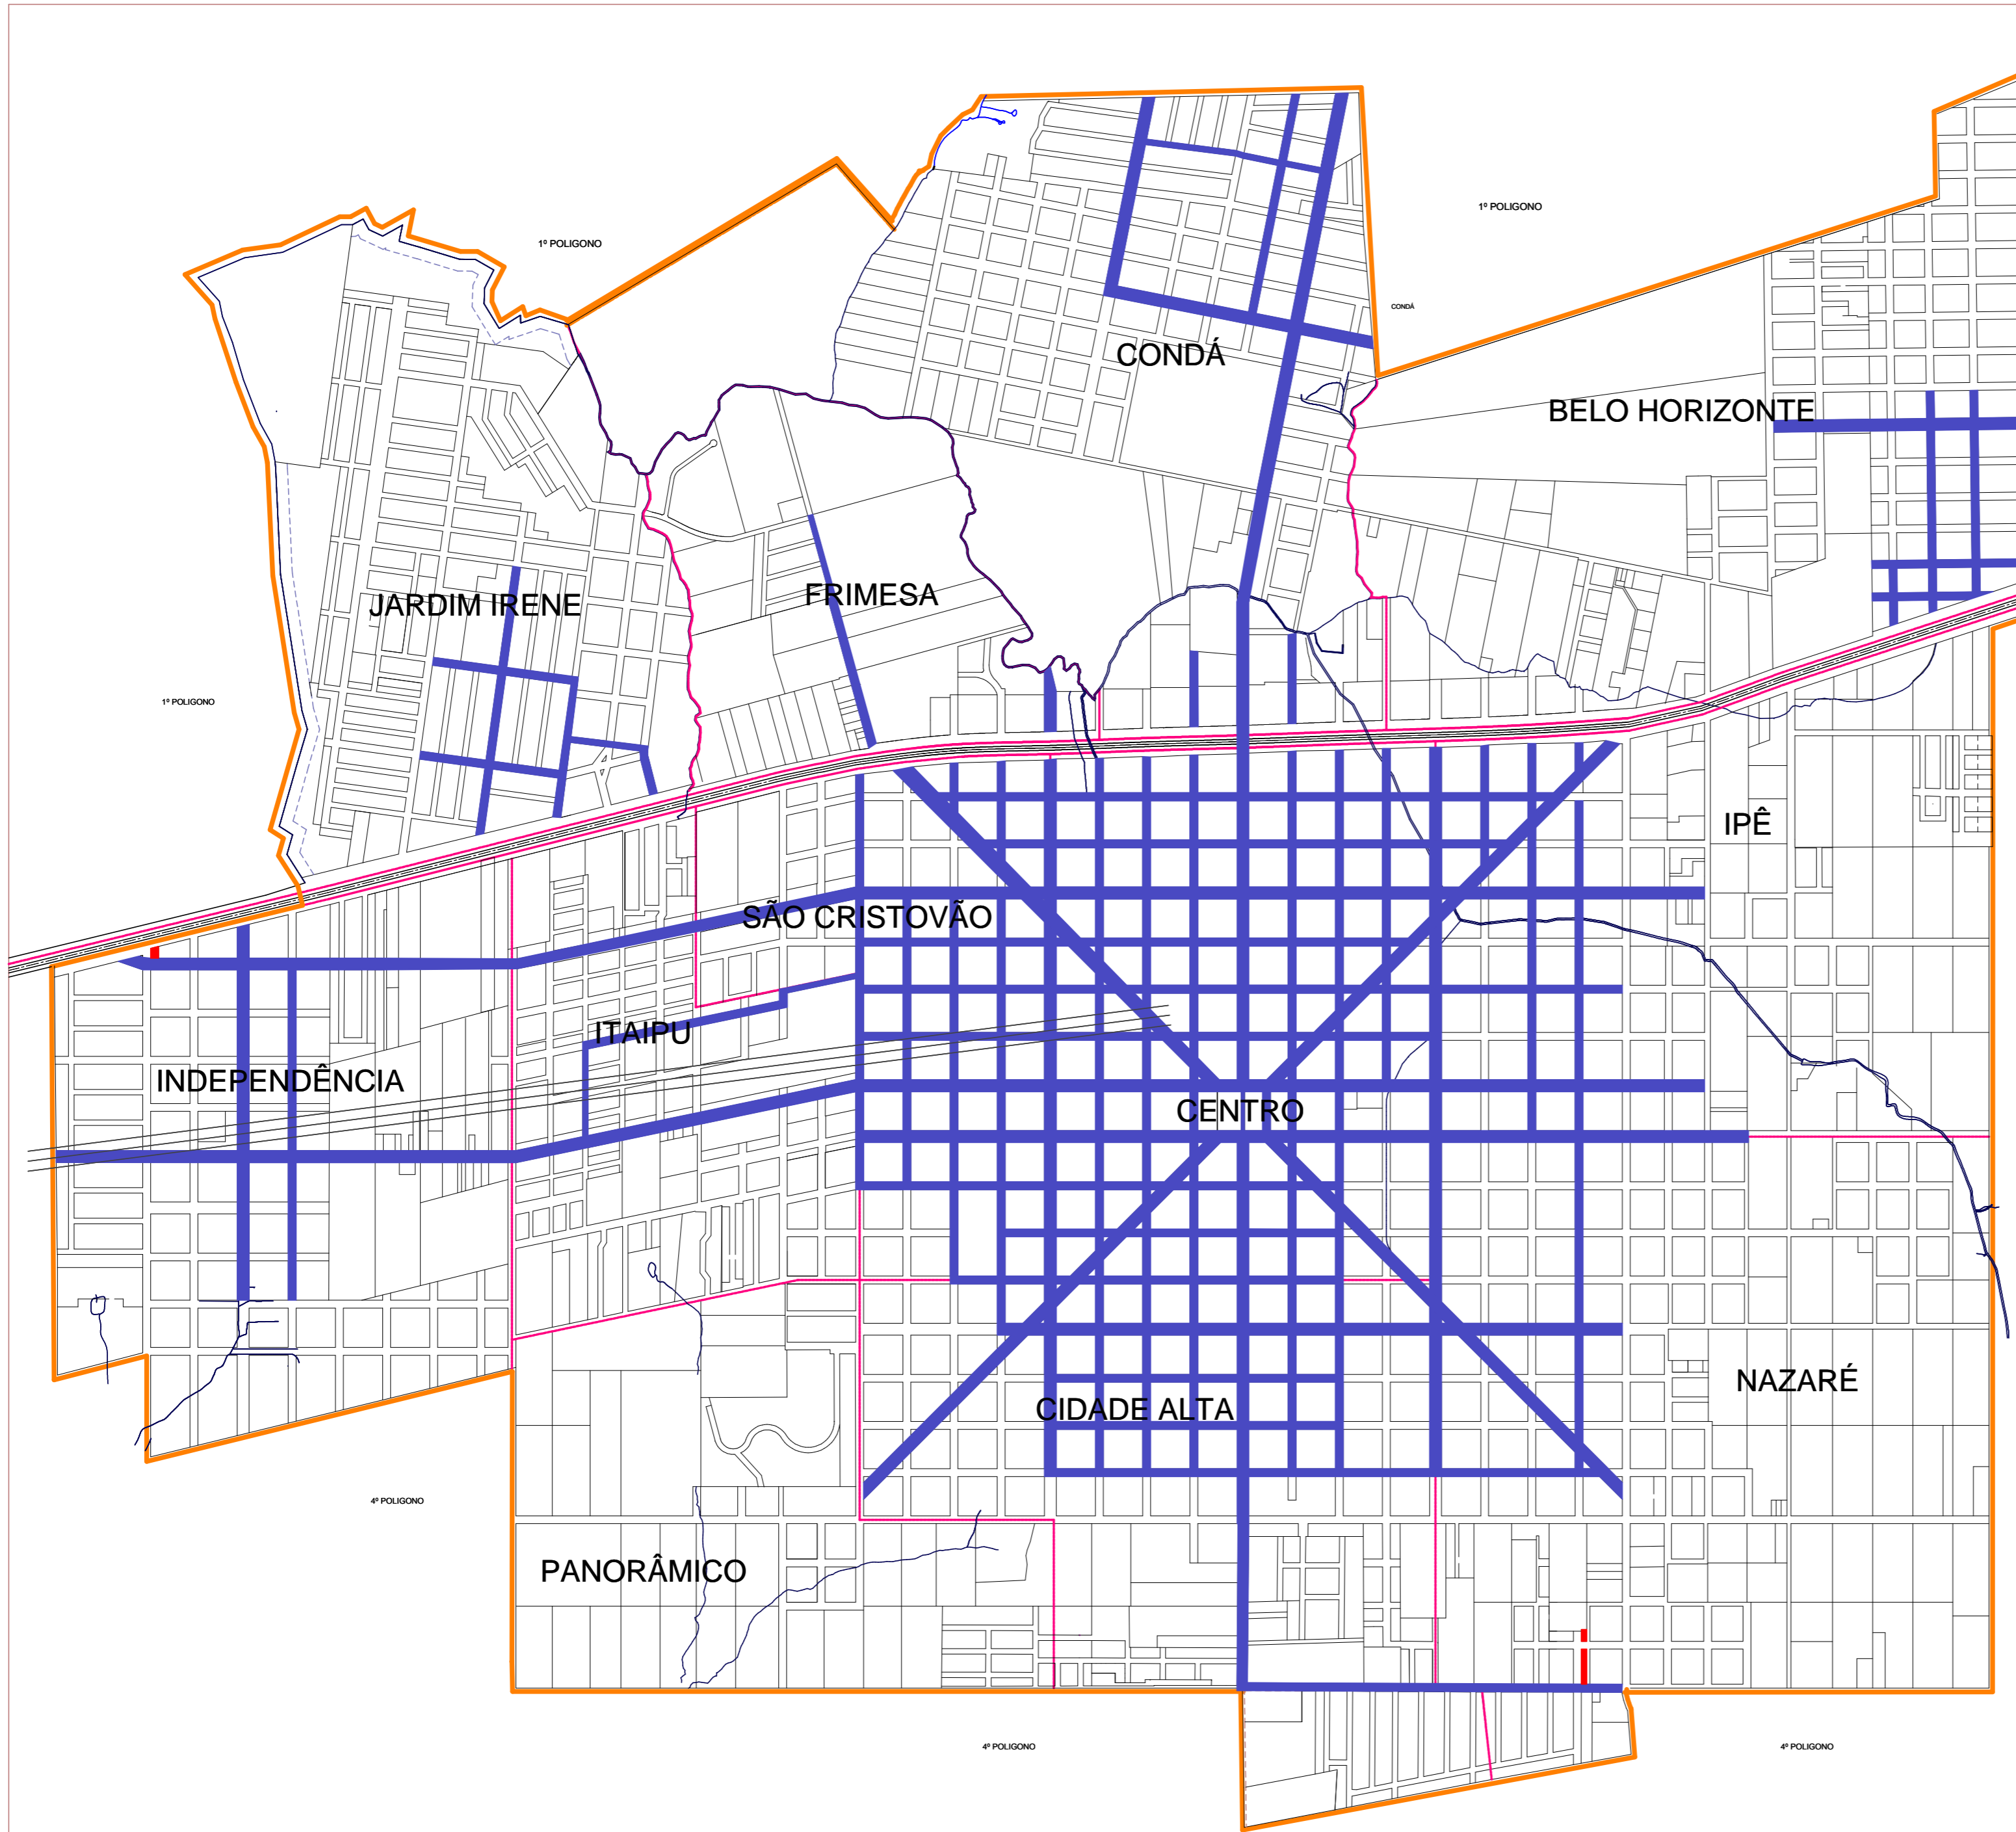 1º POLIGONO
1º POLIGONO
CONDÁ
CONDÁ
BELO HORIZONTE
JARDIM IRENE
FRIMESA
1º POLIGONO
IPÊ
SÃO CRISTOVÃO
ITAIPU
INDEPENDÊNCIA
CENTRO
NAZARÉ
CIDADE ALTA
4º POLIGONO
PANORÂMICO
4º POLIGONO
4º POLIGONO